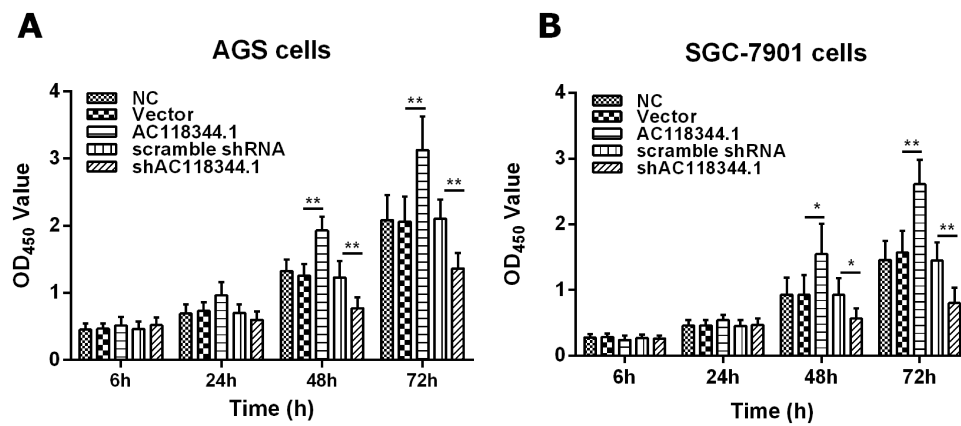 A
AGS cells
NC
Vector
AC118344.1
scramble shRNA
shAC118344.1
**
**
**
**
OD450 Value
4
3
2
1
0
6h
24h
48h
72h
Time (h)
B
SGC-7901 cells
NC
Vector
AC118344.1
scramble shRNA
shAC118344.1
*
*
**
**
OD450 Value
4
3
2
1
0
6h
24h
48h
72h
Time (h)